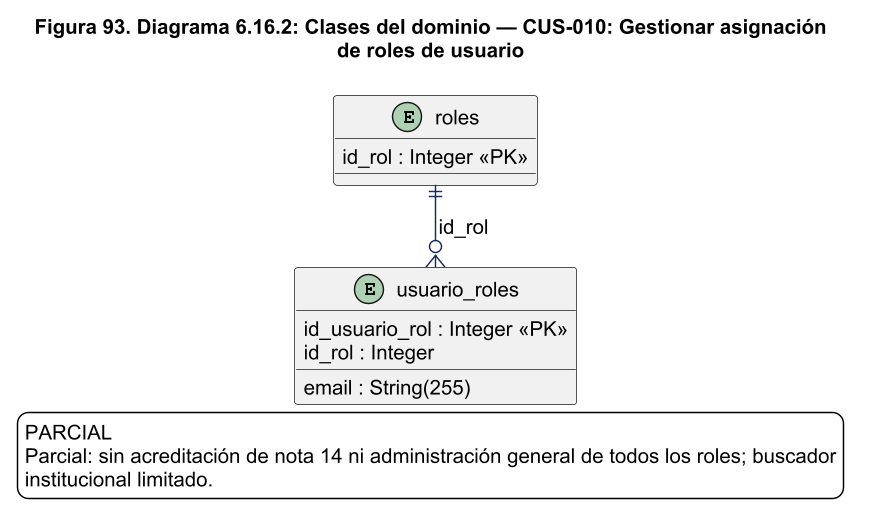 Figura 93. Diagrama 6.16.2: Clases del dominio — CUS-010: Gestionar asignación
de roles de usuario
E roles
id_rol : Integer «PK»
id_rol
E usuario_roles
id_usuario_rol : Integer «PK»
id_rol : Integer
email : String(255)
PARCIAL
Parcial: sin acreditación de nota 14 ni administración general de todos los roles; buscador
institucional limitado.